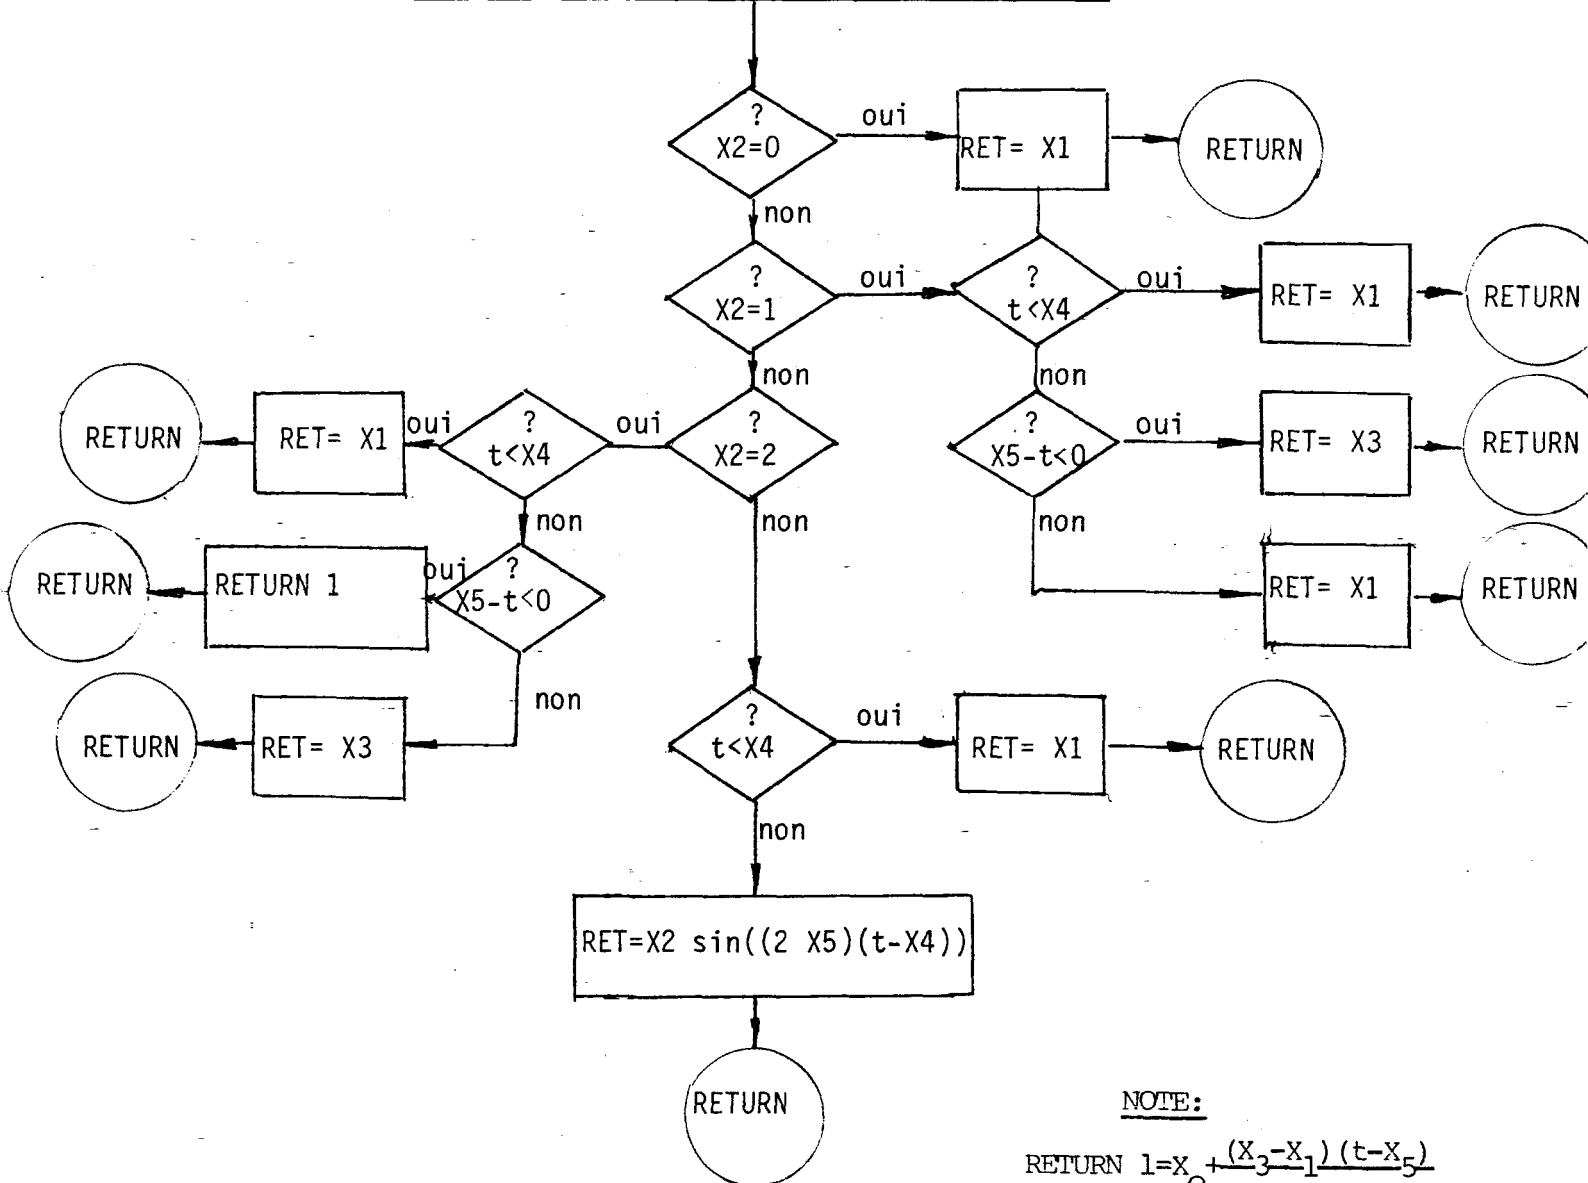 ?
X2=0
oui
RET= X1
RETURN
non
?
X2=1
oui
?
t<X4
oui
RET= X1
RETURN
non
non
RETURN
RET= X1
oui
?
t<X4
oui
?
X2=2
?
X5-t<0
oui
RET= X3
RETURN
non
non
non
RETURN
RETURN 1
oui
?
X5-t<0
RET= X1
RETURN
non
RETURN
RET= X3
?
t<X4
oui
RET= X1
RETURN
non
RET=X2 sin((2 X5)(t-X4))
RETURN
NOTE:
RETURN 1=X +(X3-X1)(t-X5)